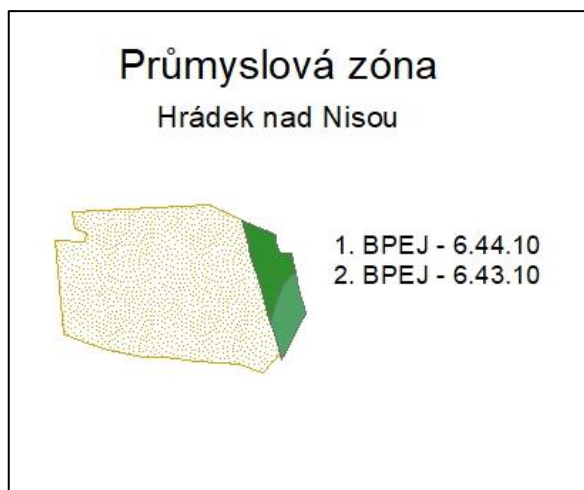 Průmyslová zóna
Hrádek nad Nisou
1. BPEJ - 6.44.10
2. BPEJ - 6.43.10